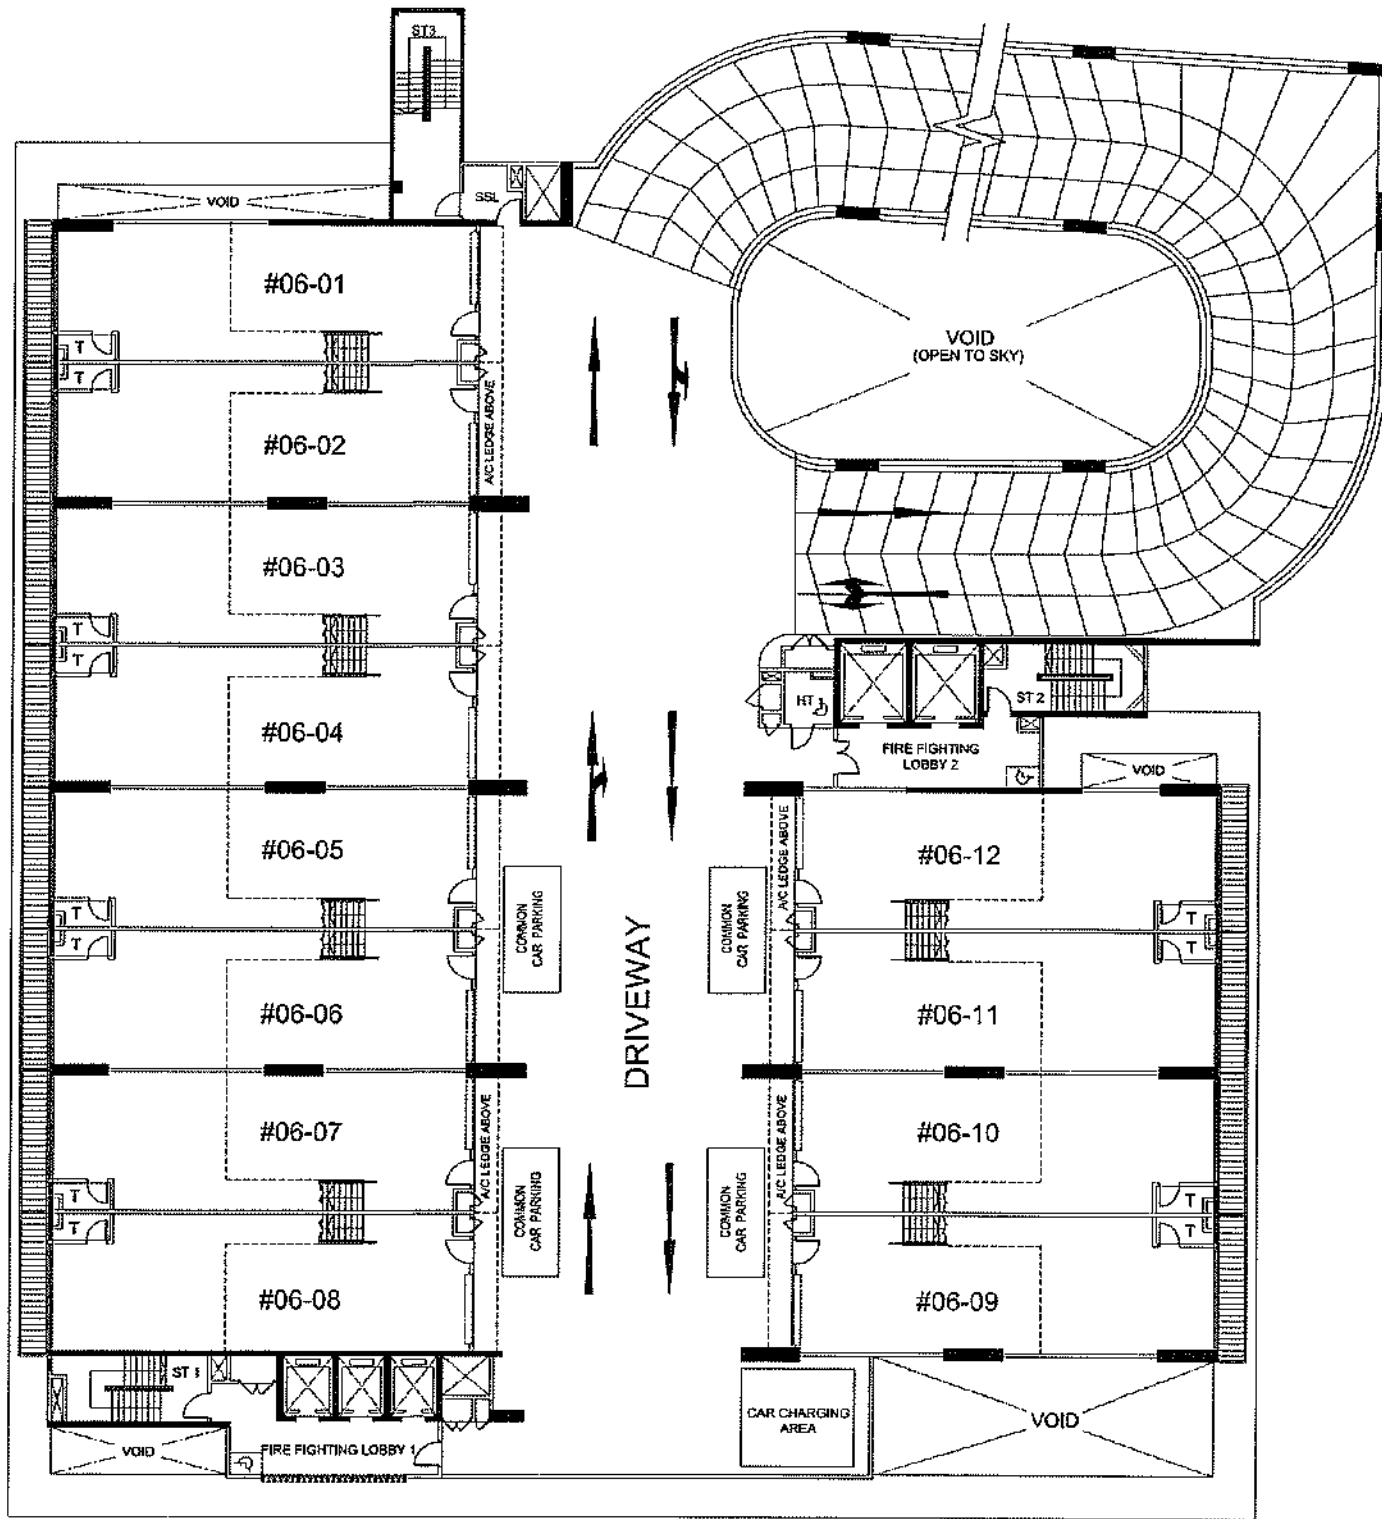 ST3
SSL
VOID
#06-01
T
T
#06-02
A/C LEDGE ABOVE
VOID
(OPEN TO SKY)
#06-03
T
T
#06-04
HT 1
ST 2
FIRE FIGHTING
LOBBY 2
VOID
#06-05
T
T
#06-06
COMMON
CAR PARKING
DRIVEWAY
COMMON
CAR PARKING
A/C LEDGE ABOVE
#06-12
T
T
#06-11
#06-07
T
T
#06-08
A/C LEDGE ABOVE
COMMON
CAR PARKING
COMMON
CAR PARKING
A/C LEDGE ABOVE
#06-10
T
T
#06-09
ST 1
VOID
FIRE FIGHTING LOBBY 1
CAR CHARGING
AREA
VOID